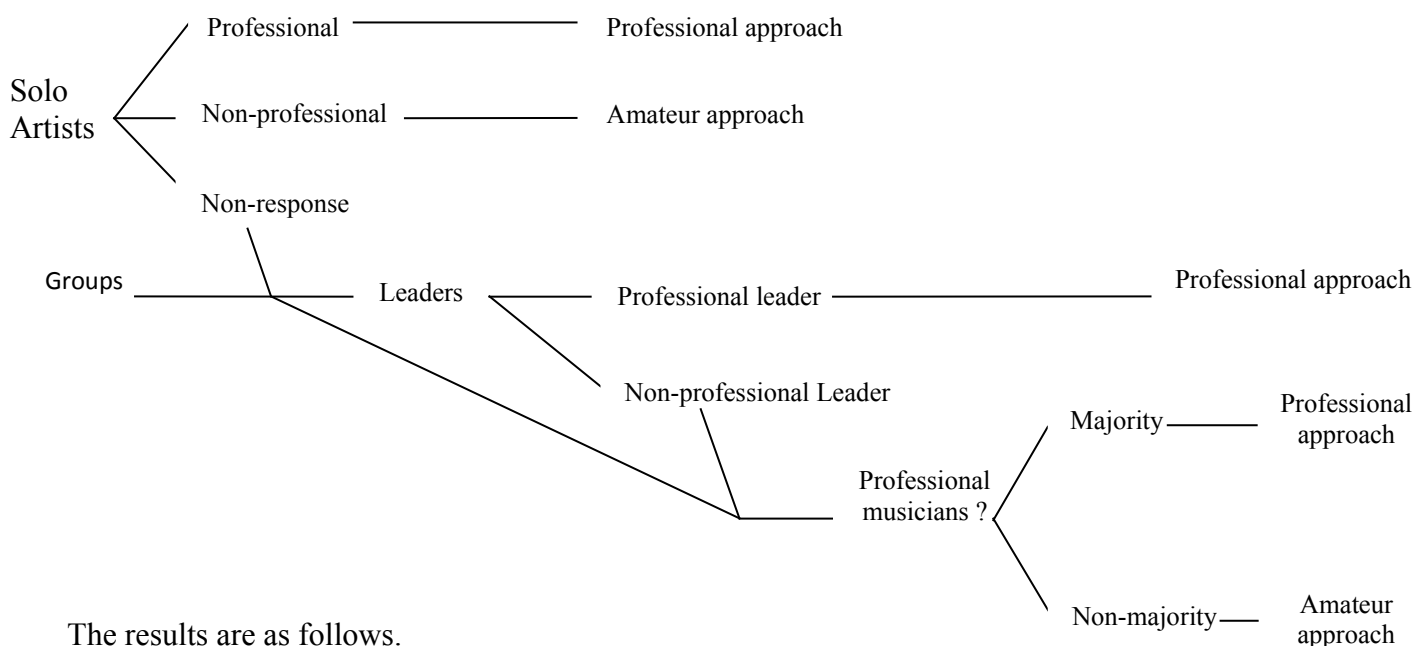 Professional
Professional approach
Solo
Artists
Non-professional
Amateur approach
Non-response
Groups
Leaders
Professional leader
Professional approach
Non-professional Leader
Majority
Professional
approach
Professional
musicians ?
Non-majority
Amateur
approach
The results are as follows.